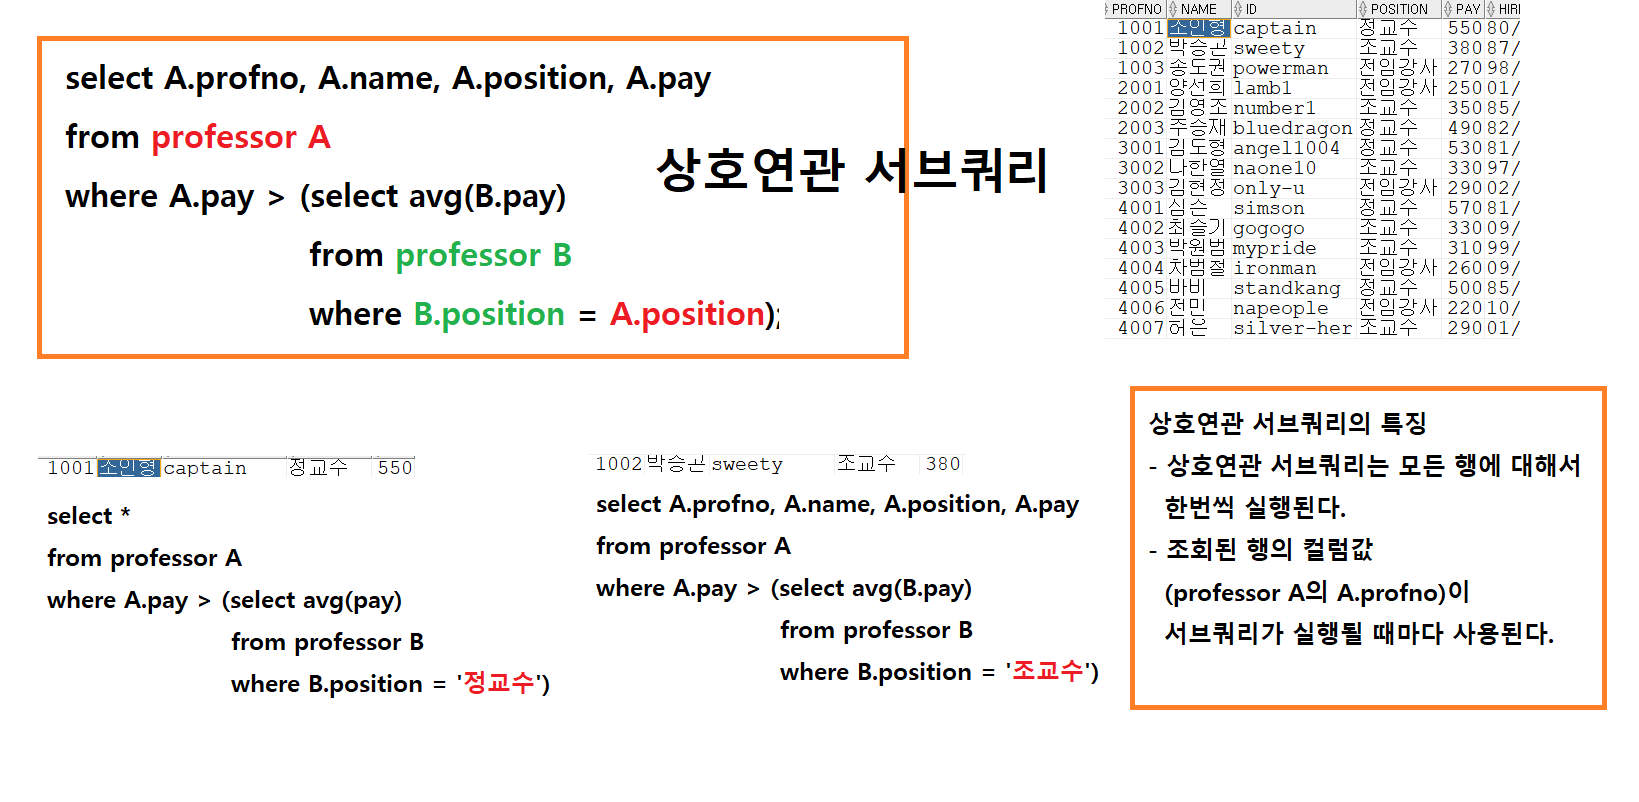 select A.profno, A.name, A.position, A.pay
from professor A
where A.pay > (select avg(B.pay)
from professor B
where B.position = A.position);
상호연관 서브쿼리
PROFNO NAME ID POSITION PAY HIRI
1001 소인형 captain 정교수 550 80/
1002 박승곤 sweety 조교수 380 87/
1003 송도권 powerman 전임강사 270 98/
2001 양선희 lamb1 전임강사 250 01/
2002 김영조 number1 조교수 350 85/
2003 주승재 bluedragon 정교수 490 82/
3001 김도형 angel1004 정교수 530 81/
3002 나한열 naone10 조교수 330 97/
3003 김현정 only-u 전임강사 290 02/
4001 심슨 simson 정교수 570 81/
4002 최슬기 gogogo 조교수 330 09/
4003 박원범 mypride 조교수 310 99/
4004 차범철 ironman 전임강사 260 09/
4005 바비 standkang 정교수 500 85/
4006 전민 napeople 전임강사 220 10/
4007 허은 silver-her 조교수 290 01/
1001 소인형 captain 정교수 550
select *
from professor A
where A.pay > (select avg(pay)
from professor B
where B.position = '정교수')
1002 박승곤 sweety 조교수 380
select A.profno, A.name, A.position, A.pay
from professor A
where A.pay > (select avg(B.pay)
from professor B
where B.position = '조교수')
상호연관 서브쿼리의 특징
- 상호연관 서브쿼리는 모든 행에 대해서
한번씩 실행된다.
- 조회된 행의 컬럼값
(professor A의 A.profno)이
서브쿼리가 실행될 때마다 사용된다.